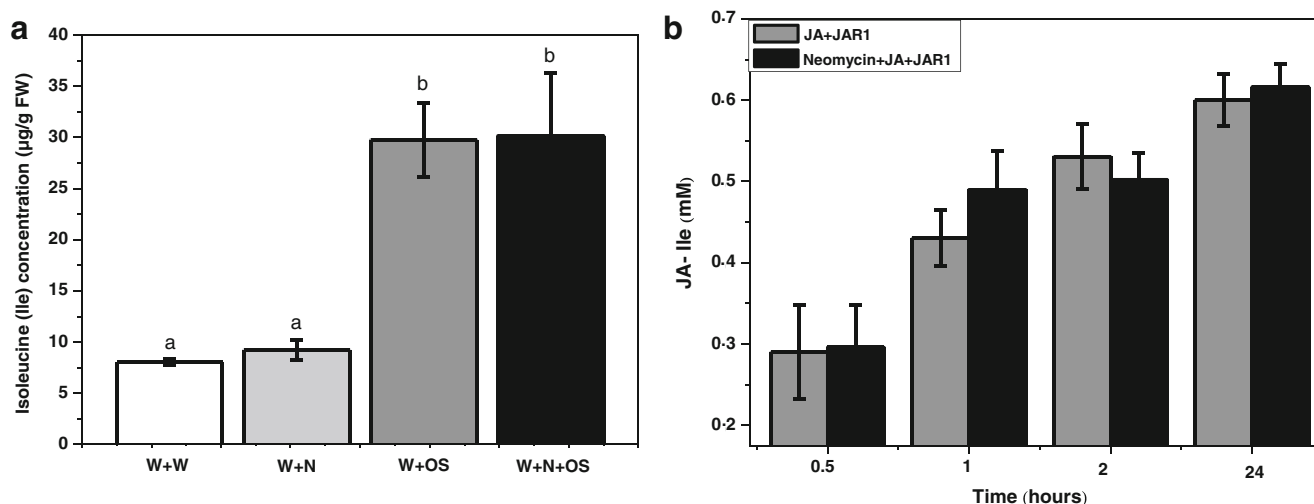 a
Isoleucine (Ile) concentration (µg/g FW)
40
35
30
25
20
15
10
5
0
a
a
b
b
W+W
W+N
W+OS
W+N+OS
b
JA+JAR1
Neomycin+JA+JAR1
JA- Ile (mM)
0.7
0.6
0.5
0.4
0.3
0.2
0.5
1
2
24
Time (hours)